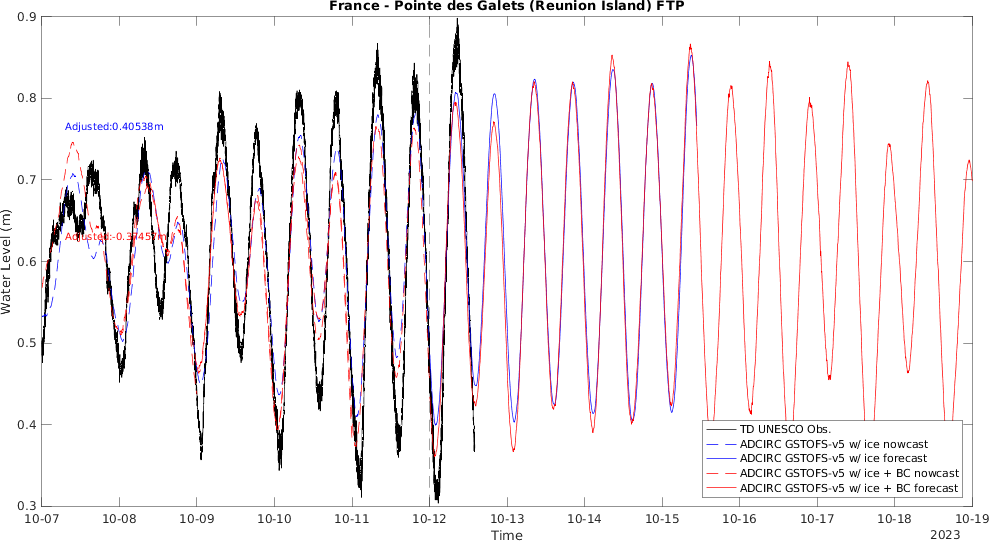 France - Pointe des Galets (Reunion Island) FTP
Water Level (m)
0.9
0.8
0.7
0.6
0.5
0.4
0.3
Adjusted:0.40538m
TD UNESCO Obs.
ADCIRC GSTOFS-v5 w/ ice nowcast
ADCIRC GSTOFS-v5 w/ ice forecast
ADCIRC GSTOFS-v5 w/ ice + BC nowcast
ADCIRC GSTOFS-v5 w/ ice + BC forecast
10-07 10-08 10-09 10-10 10-11 10-12 10-13 10-14 10-15 10-16 10-17 10-18 10-19
Time
2023